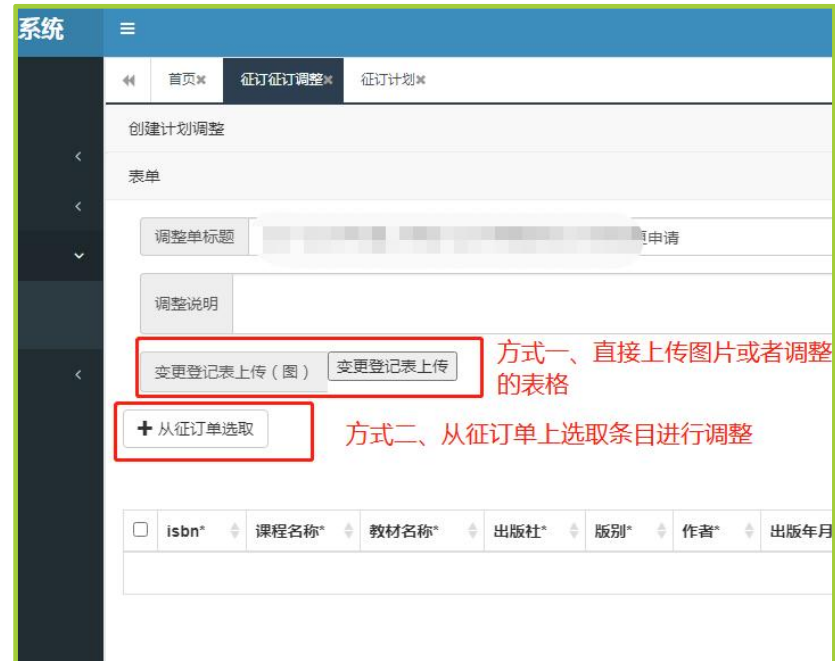 系统
首页 征订征订调整 征订计划
创建计划调整
表单
调整单标题 更申请
调整说明
变更登记表上传（图） 变更登记表上传
方式一、直接上传图片或者调整
的表格
+ 从征订单选取
方式二、从征订单上选取条目进行调整
isbn* 课程名称* 教材名称* 出版社* 版别* 作者* 出版年月